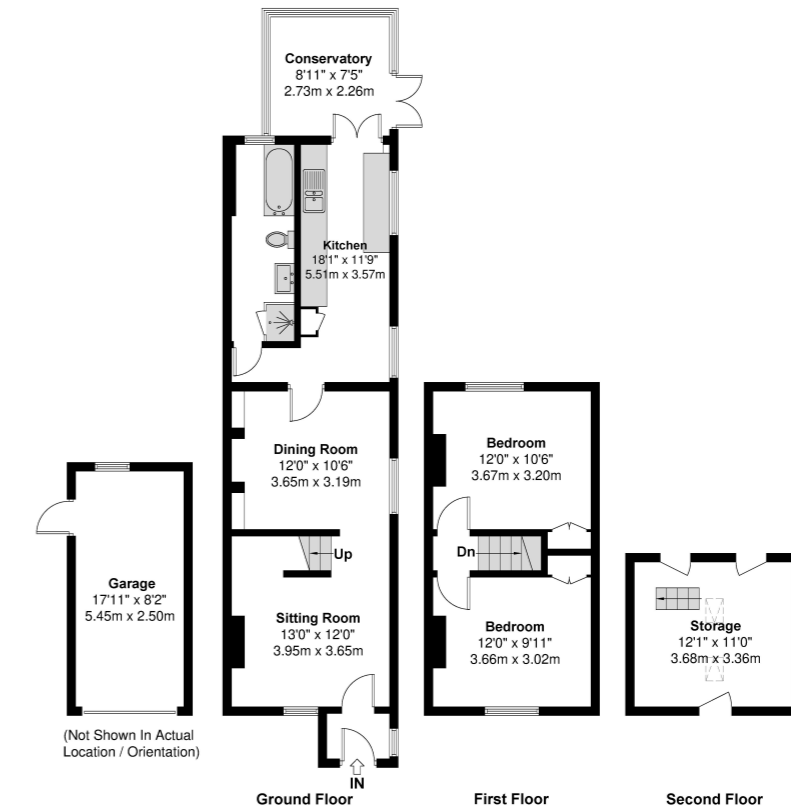 Conservatory
8'11" x 7'5"
2.73m x 2.26m
Kitchen
18'1" x 11'9"
5.51m x 3.57m
Dining Room
12'0" x 10'6"
3.65m x 3.19m
Up
Sitting Room
13'0" x 12'0"
3.95m x 3.65m
IN
Ground Floor
Garage
17'11" x 8'2"
5.45m x 2.50m
(Not Shown In Actual
Location / Orientation)
Bedroom
12'0" x 10'6"
3.67m x 3.20m
Dn
Bedroom
12'0" x 9'11"
3.66m x 3.02m
First Floor
Storage
12'1" x 11'0"
3.68m x 3.36m
Second Floor